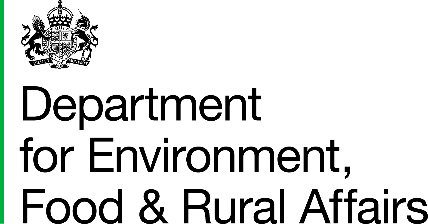 Department
for Environment,
Food & Rural Affairs